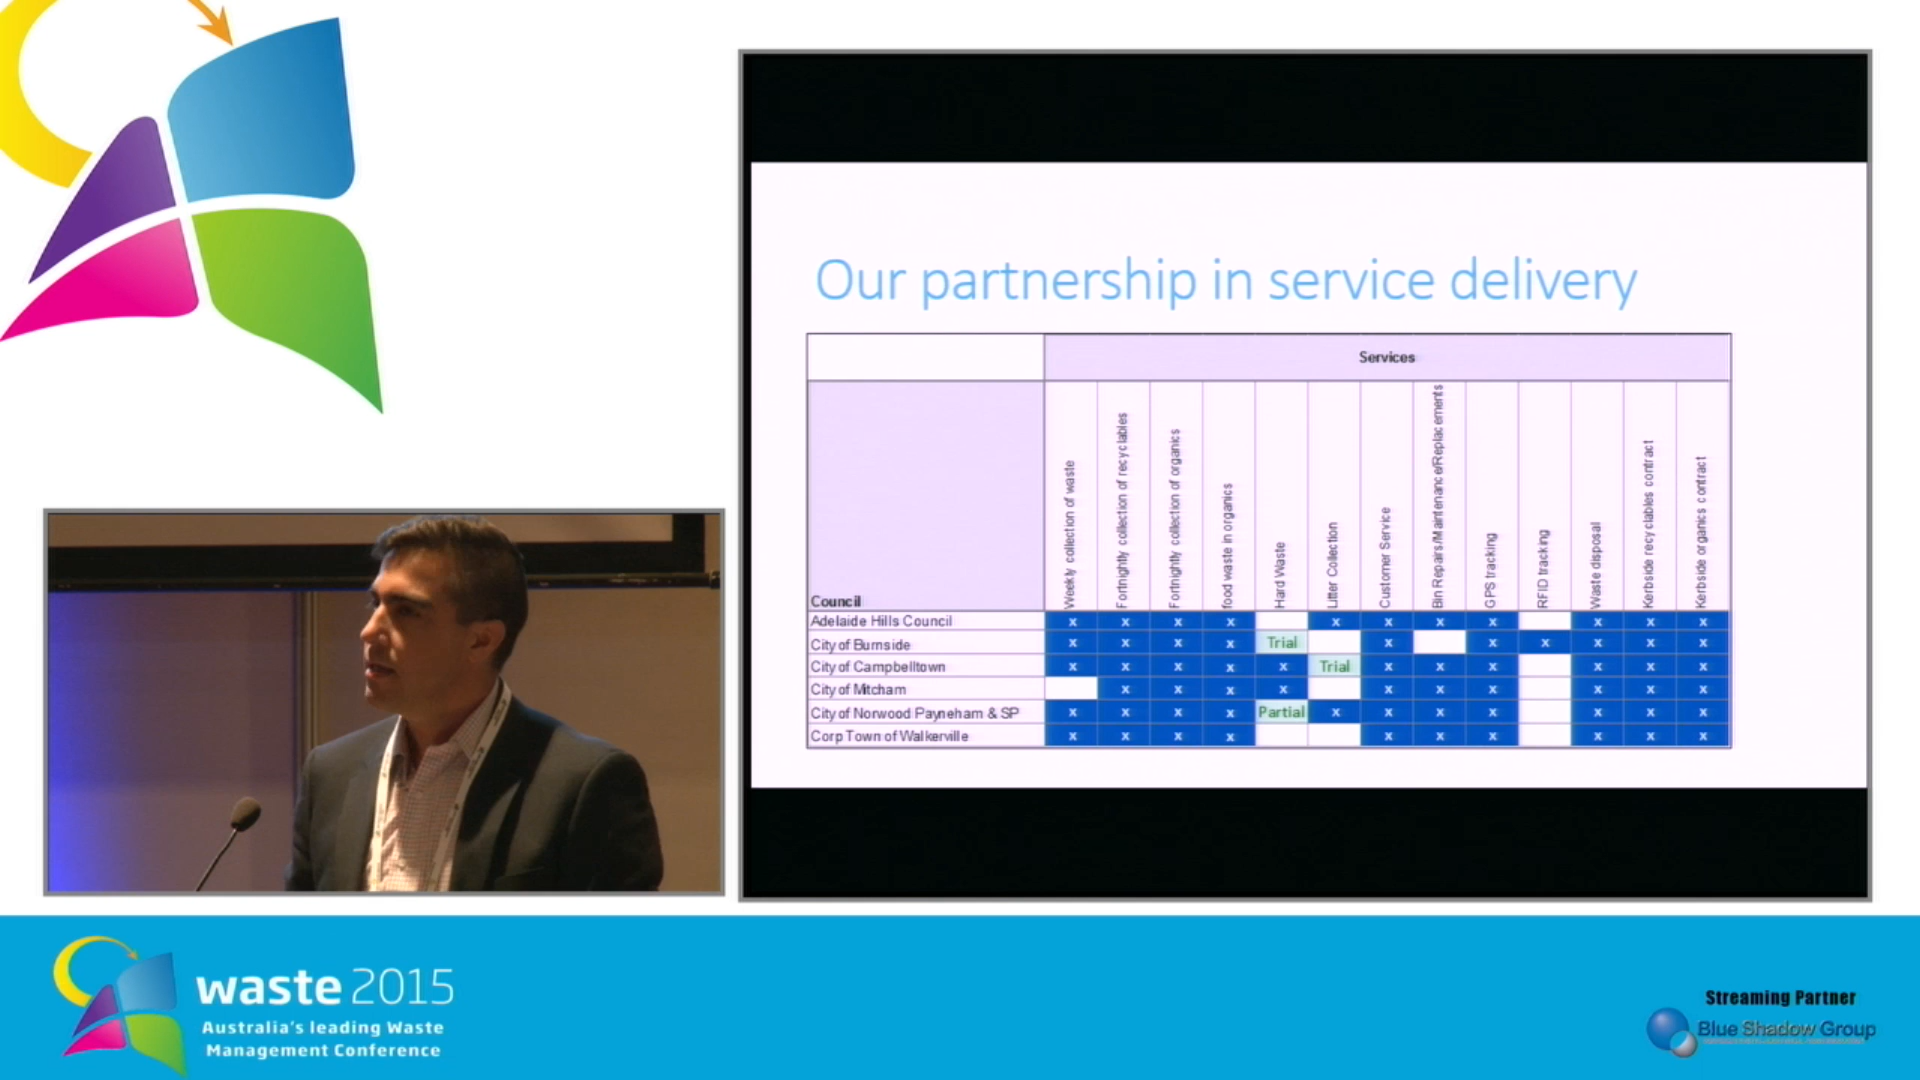 Our partnership in service delivery
Services
Council
Weekly collection of waste
Fortnightly collection of recyclables
Fortnightly collection of organics
food waste in organics
Hard Waste
Litter Collection
Customer Service
Bin Repairs/Maintenance/Replacements
GPS tracking
RFID tracking
Waste disposal
Kerbside recyclables contract
Kerbside organics contract
Adelaide Hills Council x x x x x x x x x x x
City of Burnside x x x x Trial x x x x x x
City of Campbelltown x x x x x Trial x x x x x x
City of Mitcham x x x x x x x x x x
City of Norwood Payneham & SP x x x x Partial x x x x x x x
Corp Town of Walkerville x x x x x x x x x x
waste 2015
Australia's leading Waste
Management Conference
Streaming Partner
Blue Shadow Group